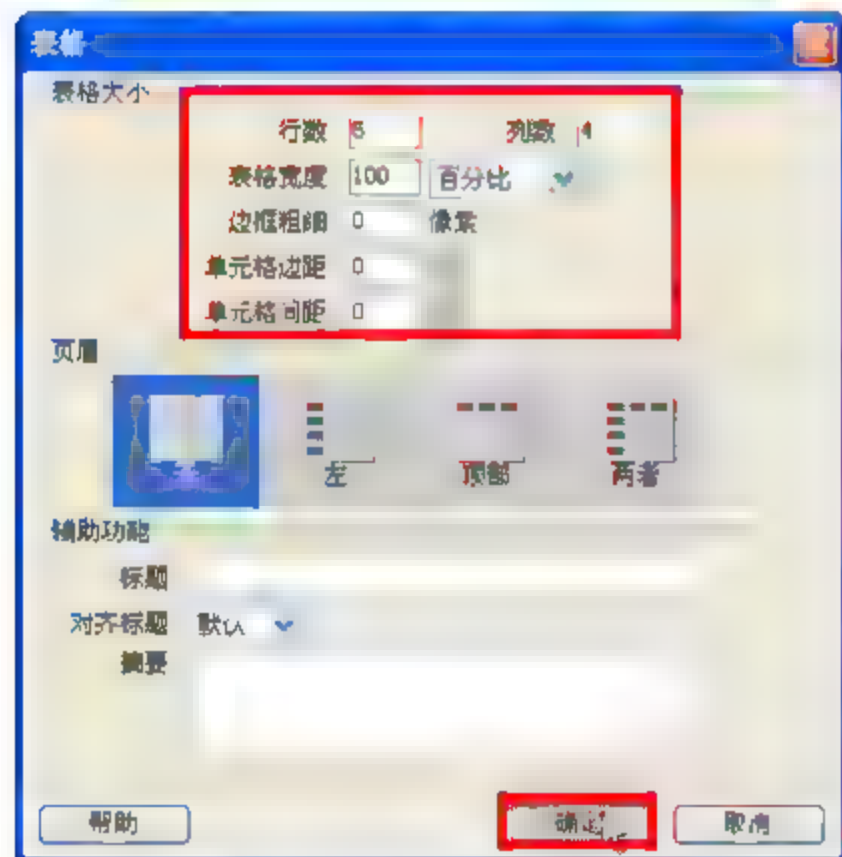 表格
表格大小
行数 列数 4
表格宽度 100 百分比
边框粗细 0 像素
单元格边距 0
单元格间距 0
页眉
左 顶部 两者
辅助功能
标题
对齐标题 默认
摘要
帮助 确定 取消